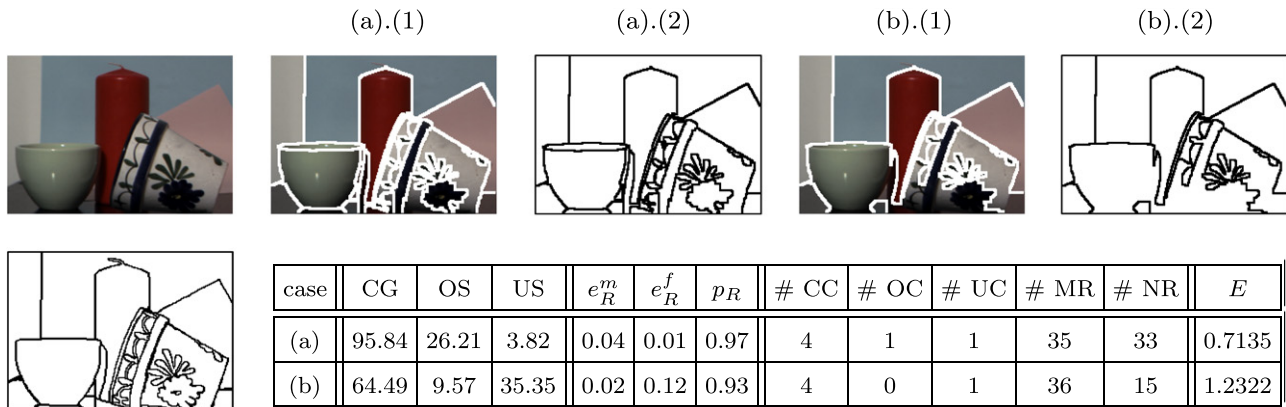 (a).(1) (a).(2) (b).(1) (b).(2)
case CG OS US e_R^m e_R^f p_R # CC # OC # UC # MR # NR E
(a) 95.84 26.21 3.82 0.04 0.01 0.97 4 1 1 35 33 0.7135
(b) 64.49 9.57 35.35 0.02 0.12 0.93 4 0 1 36 15 1.2322